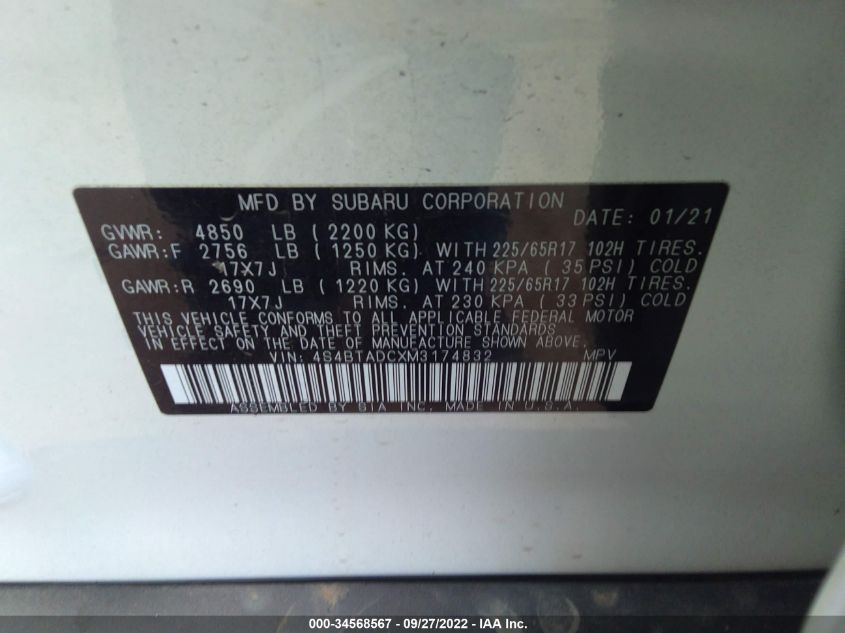 MFD BY SUBARU CORPORATION
DATE: 01/21
GVWR: 4850 LB ( 2200 KG)
GAWR:F 2756 LB ( 1250 KG) WITH 225/65R17 102H TIRES.
17X7J RIMS. AT 240 KPA ( 35 PSI) COLD
GAWR:R 2690 LB ( 1220 KG) WITH 225/65R17 102H TIRES.
17X7J RIMS. AT 230 KPA ( 33 PSI) COLD
THIS VEHICLE CONFORMS TO ALL APPLICABLE FEDERAL MOTOR
VEHICLE SAFETY AND THEFT PREVENTION STANDARDS
IN EFFECT ON THE DATE OF MANUFACTURE SHOWN ABOVE.
VIN: 4S4BTADCXM3174832 MPV
ASSEMBLED BY SIA INC. MADE IN U.S.A.
000-34568567 / 09/27/2022 - IAA Inc.